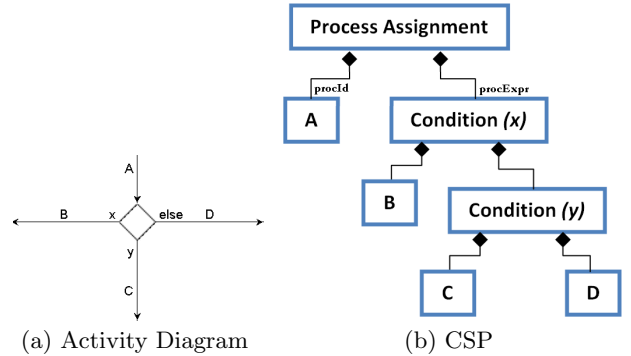 Process Assignment
procId
procExpr
A
Condition (x)
B
Condition (y)
C
D
A
B
x
else
D
y
C
(a) Activity Diagram
(b) CSP